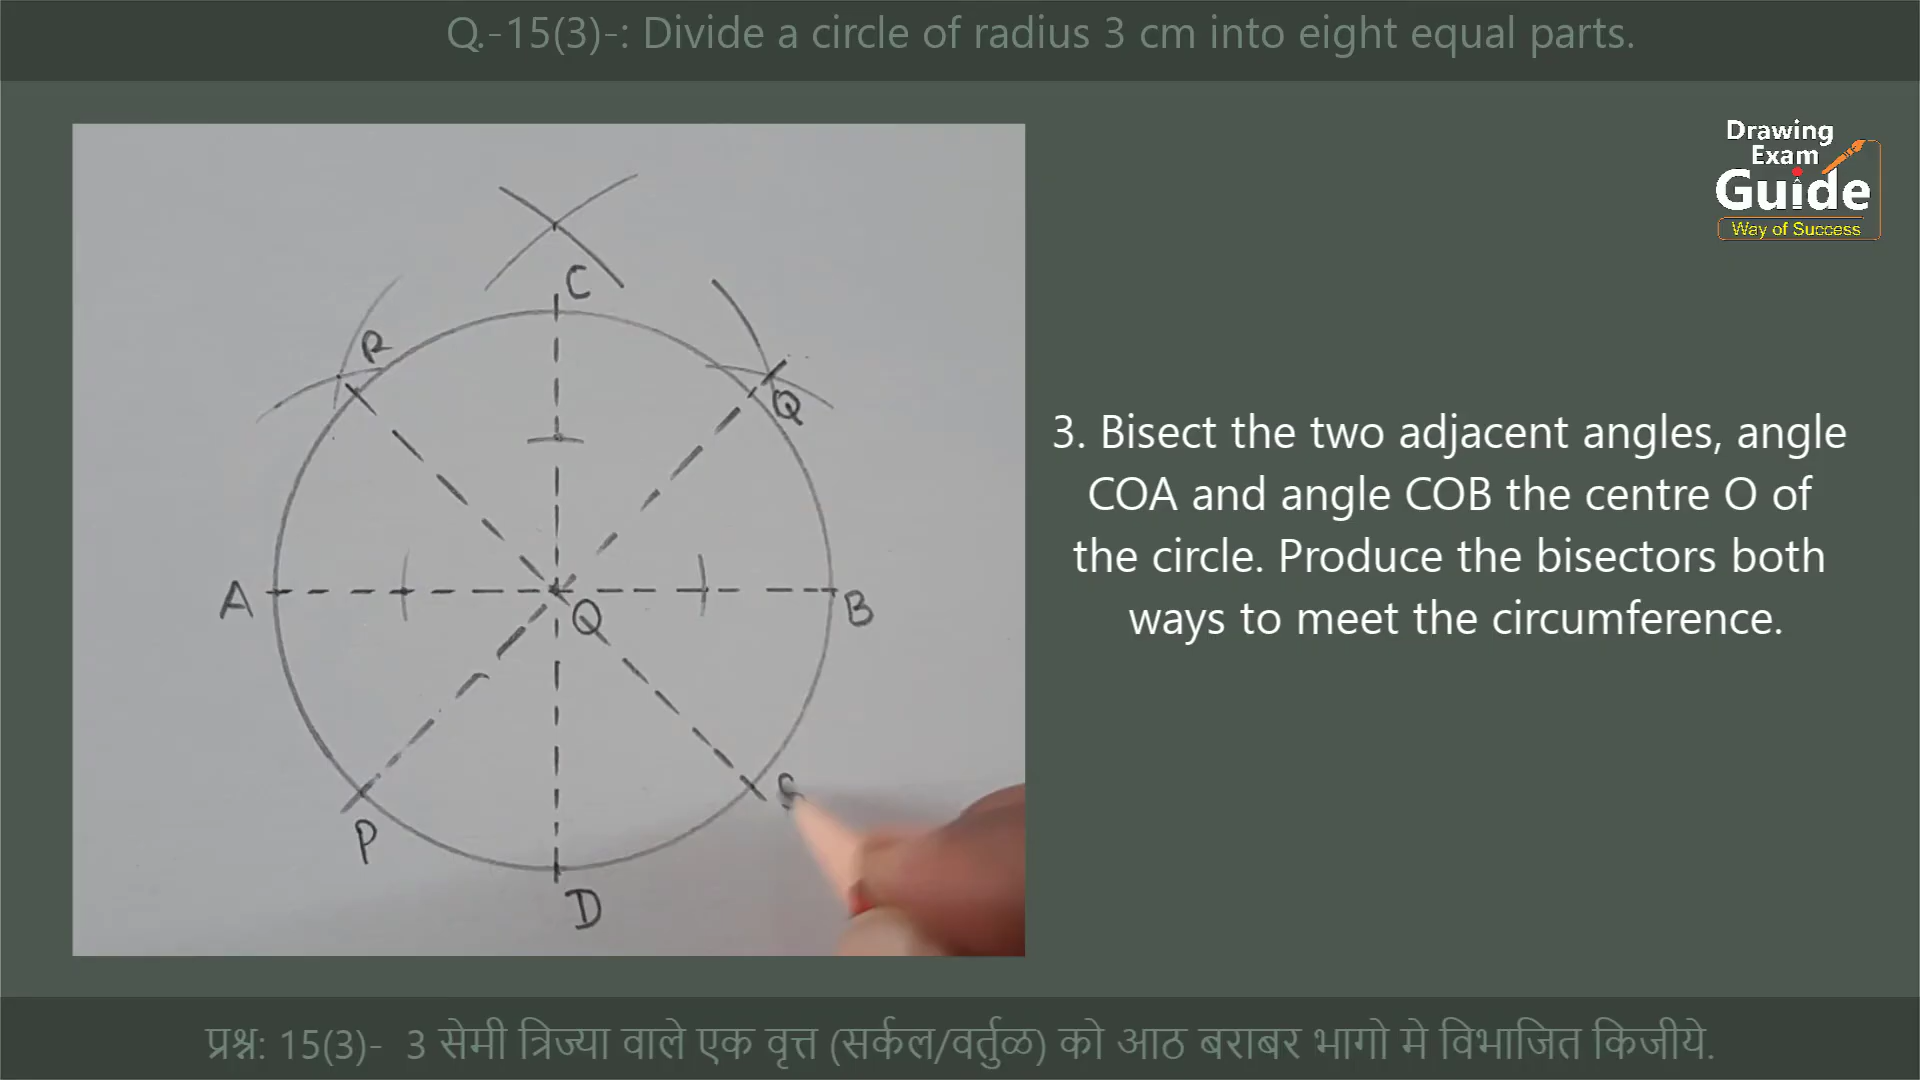 Q.-15(3)-: Divide a circle of radius 3 cm into eight equal parts.
Drawing
Exam
Guide
Way of Success
C
R
Q
A
Q
B
P
D
3. Bisect the two adjacent angles, angle
COA and angle COB the centre O of
the circle. Produce the bisectors both
ways to meet the circumference.
प्रश्न: 15(3)- 3 सेमी त्रिज्या वाले एक वृत्त (सर्कल/वर्तुळ) को आठ बराबर भागो मे विभाजित किजीये.